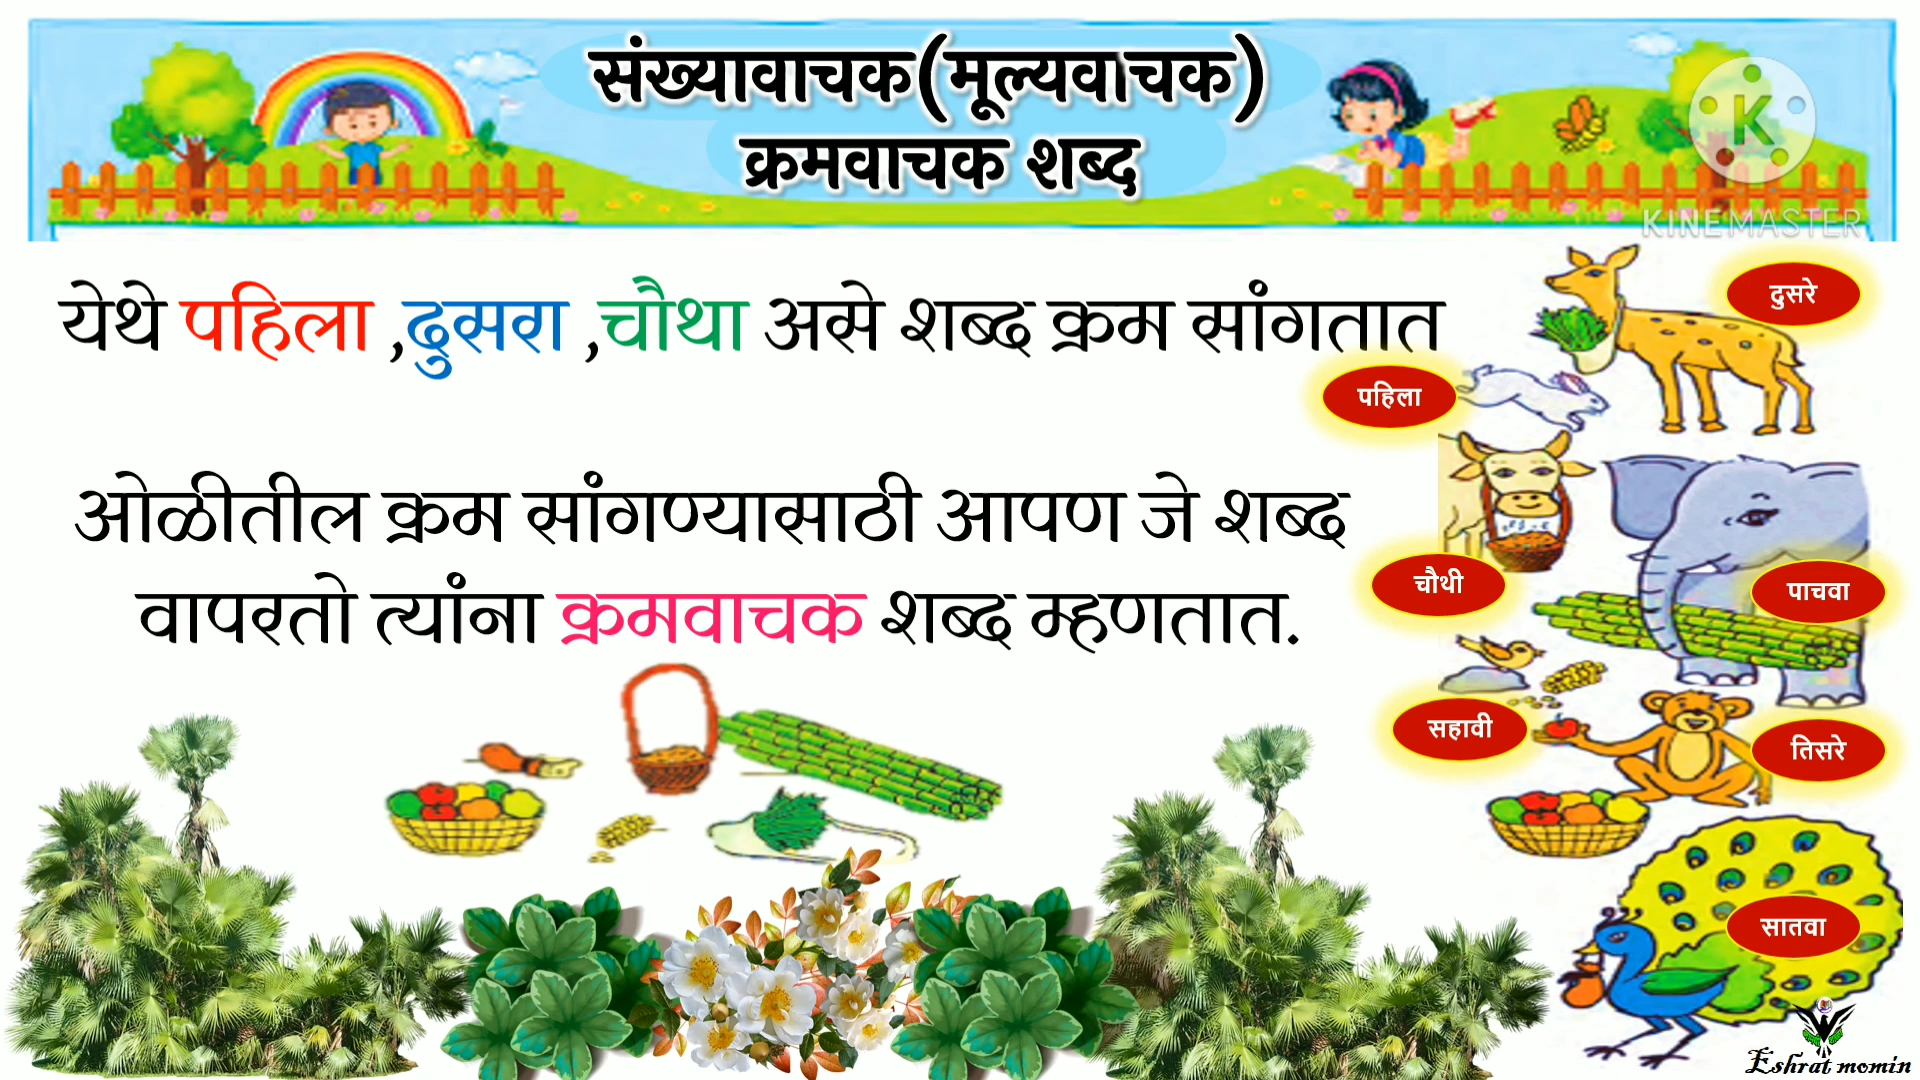 संख्यावाचक(मूल्यवाचक)
क्रमवाचक शब्द
KINEMASTER
येथे पहिला ,दुसरा ,चौथा असे शब्द क्रम सांगतात
दुसरे
पहिला
ओळीतील क्रम सांगण्यासाठी आपण जे शब्द
वापरतो त्यांना क्रमवाचक शब्द म्हणतात.
चौथी
पाचवा
सहावी
तिसरे
सातवा
Eshrat momin